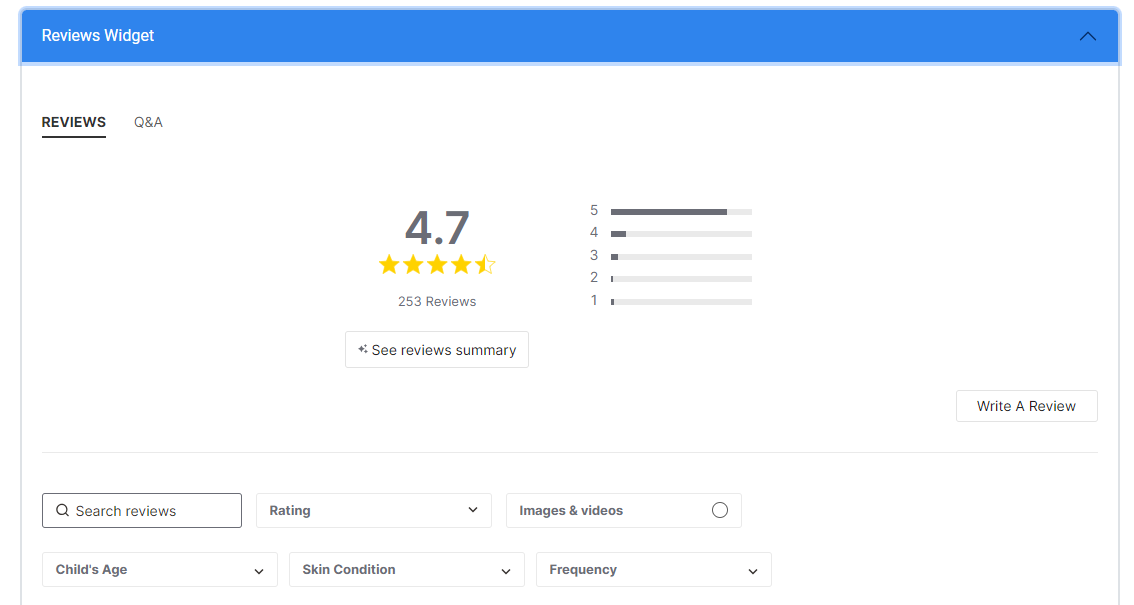 Reviews Widget
REVIEWS Q&A
4.7
253 Reviews
See reviews summary
5
4
3
2
1
Write A Review
Search reviews Rating Images & videos
Child's Age Skin Condition Frequency